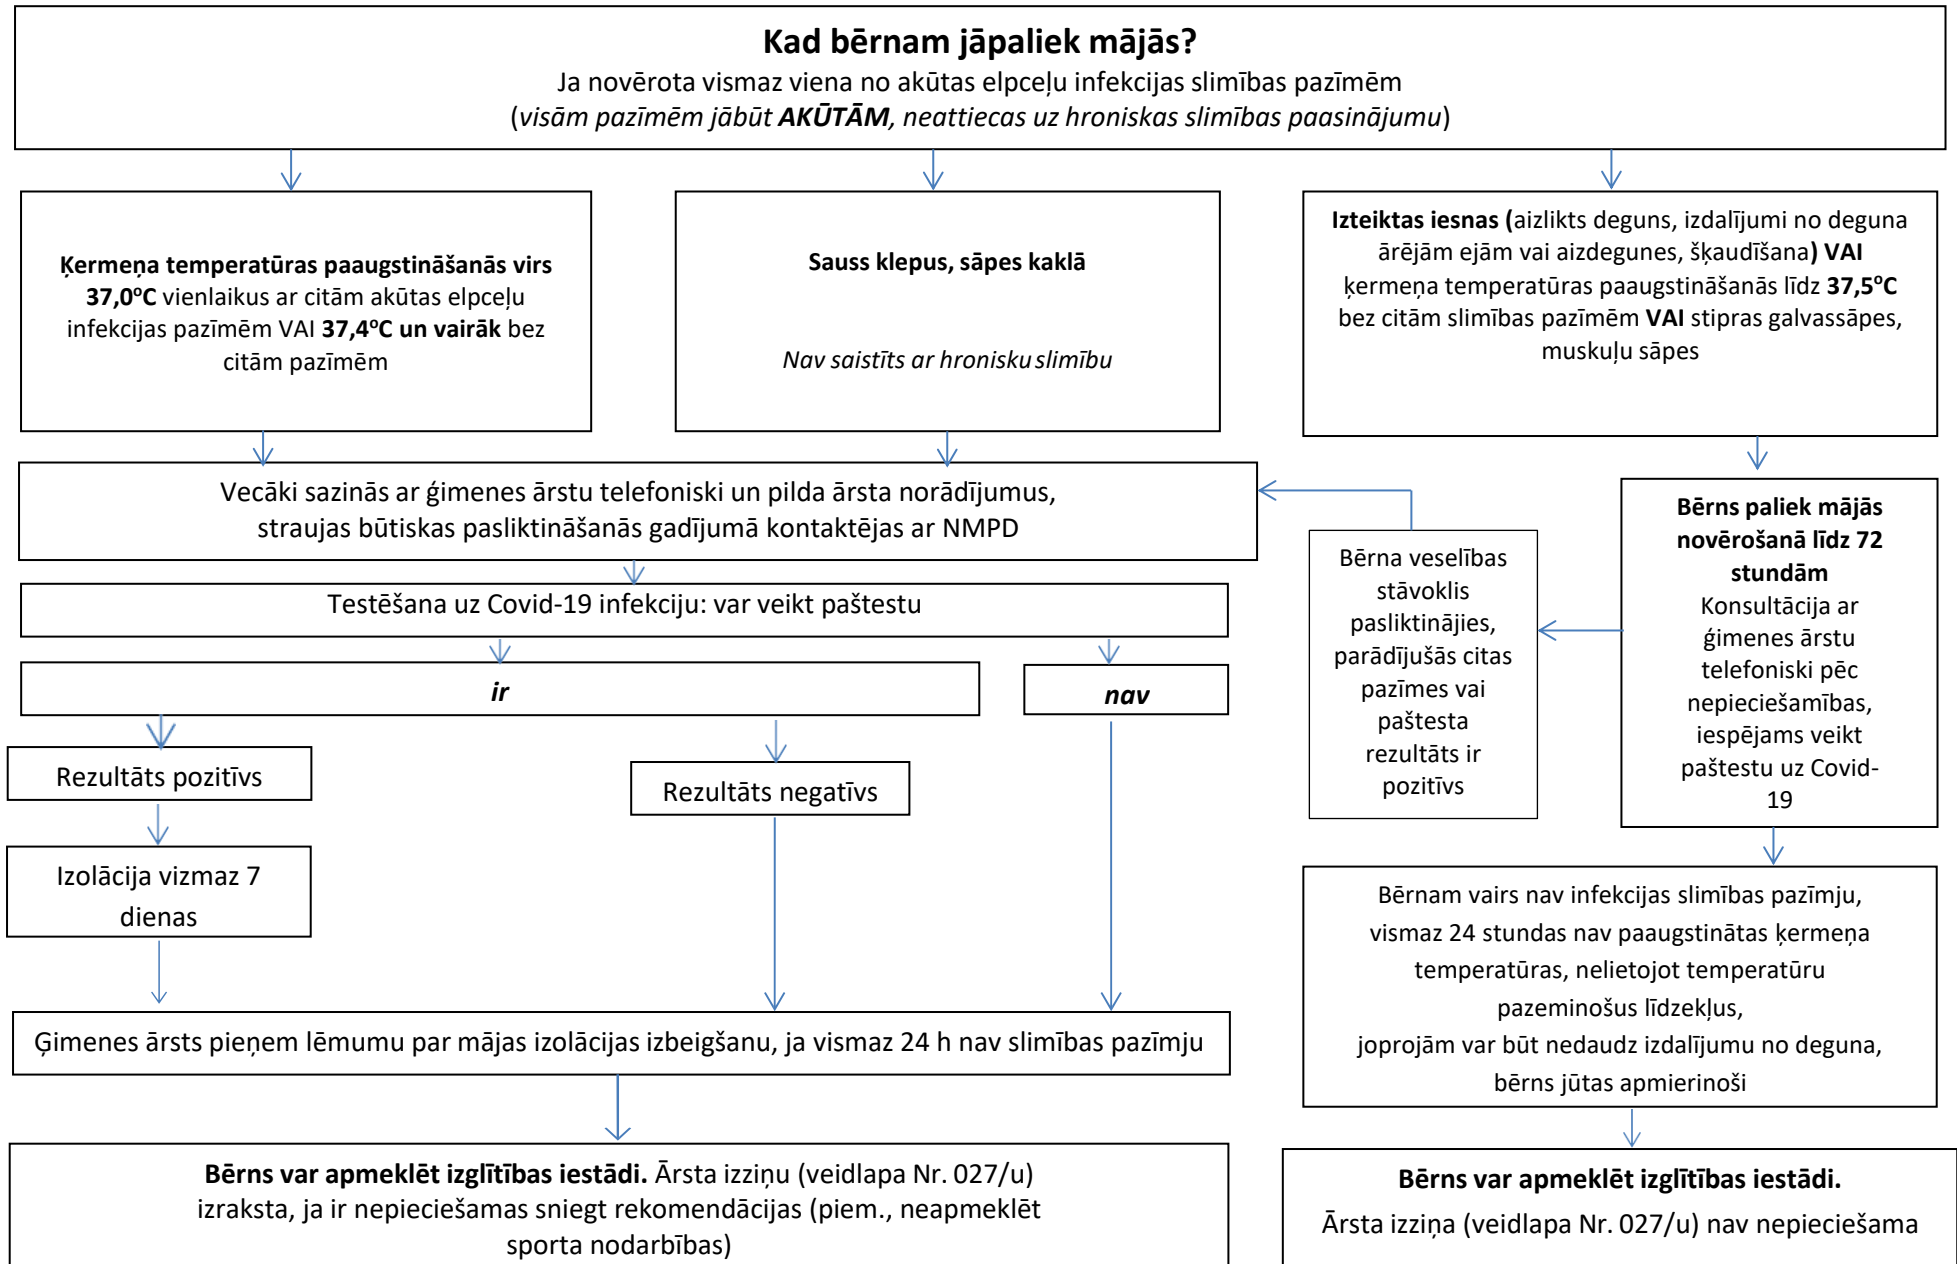 Kad bērnam jāpaliek mājās?
Ja novērota vismaz viena no akūtas elpceļu infekcijas slimības pazīmēm
(visām pazīmēm jābūt AKŪTĀM, neattiecas uz hroniskas slimības paasinājumu)
Ķermeņa temperatūras paaugstināšanās virs
37,0ºC vienlaikus ar citām akūtas elpceļu
infekcijas pazīmēm VAI 37,4ºC un vairāk bez
citām pazīmēm
Sauss klepus, sāpes kaklā
Nav saistīts ar hronisku slimību
Izteiktas iesnas (aizlikts deguns, izdalījumi no deguna
ārējām ejām vai aizdegunes, šķaudīšana) VAI
ķermeņa temperatūras paaugstināšanās līdz 37,5ºC
bez citām slimības pazīmēm VAI stipras galvassāpes,
muskuļu sāpes
Vecāki sazinās ar ģimenes ārstu telefoniski un pilda ārsta norādījumus,
straujas būtiskas pasliktināšanās gadījumā kontaktējas ar NMPD
Bērns paliek mājās
novērošanā līdz 72
stundām
Konsultācija ar
ģimenes ārstu
telefoniski pēc
nepieciešamības,
iespējams veikt
paštestu uz Covid-
19
Bērna veselības
stāvoklis
pasliktinājies,
parādījušās citas
pazīmes vai
paštesta
rezultāts ir
pozitīvs
Testēšana uz Covid-19 infekciju: var veikt paštestu
ir
nav
Rezultāts pozitīvs
Rezultāts negatīvs
Izolācija vizmaz 7
dienas
Bērnam vairs nav infekcijas slimības pazīmju,
vismaz 24 stundas nav paaugstinātas ķermeņa
temperatūras, nelietojot temperatūru
pazeminošus līdzekļus,
joprojām var būt nedaudz izdalījumu no deguna,
bērns jūtas apmierinoši
Ģimenes ārsts pieņem lēmumu par mājas izolācijas izbeigšanu, ja vismaz 24 h nav slimības pazīmju
Bērns var apmeklēt izglītības iestādi. Ārsta izziņu (veidlapa Nr. 027/u)
izraksta, ja ir nepieciešamas sniegt rekomendācijas (piem., neapmeklēt
sporta nodarbības)
Bērns var apmeklēt izglītības iestādi.
Ārsta izziņa (veidlapa Nr. 027/u) nav nepieciešama